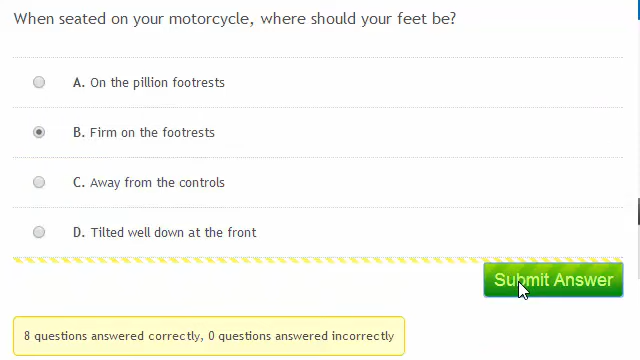 When seated on your motorcycle, where should your feet be?
A. On the pillion footrests
B. Firm on the footrests
C. Away from the controls
D. Tilted well down at the front
Submit Answer
8 questions answered correctly, 0 questions answered incorrectly